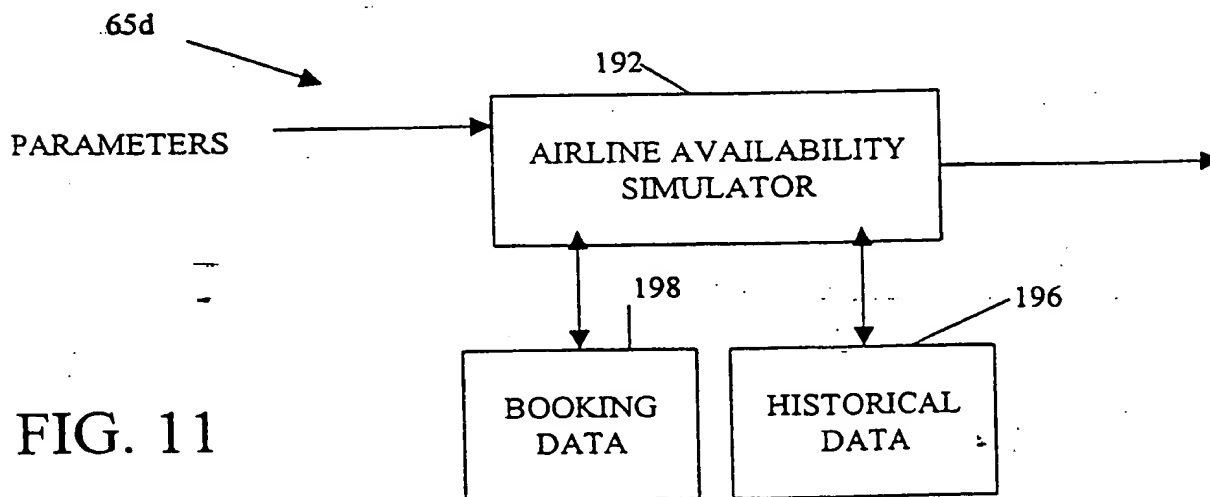 65d
192
PARAMETERS
AIRLINE AVAILABILITY
SIMULATOR
198
196
BOOKING
DATA
HISTORICAL
DATA
FIG. 11